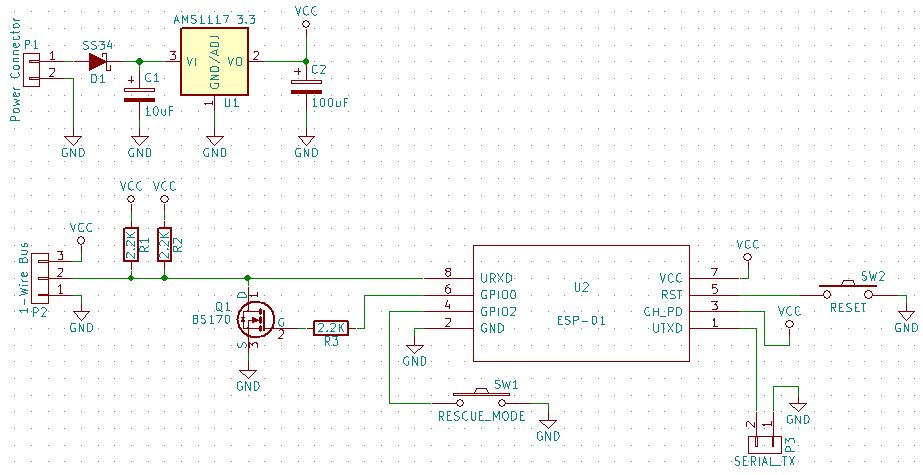 Power Connector
P1
1
2
GND
SS34
D1
C1
10uF
GND
AMS1117 3.3
3
VI
GND/ADJ
VO
2
1
U1
GND
VCC
C2
100uF
GND
VCC
VCC
VCC
2.2K
R1
2.2K
R2
1-Wire Bus
3
2
1
P2
GND
Q1
BS170
D
1
G
2
S
3
GND
2.2K
R3
8
URXD
6
GPIO0
4
GPIO2
2
GND
GND
U2
ESP-01
VCC
7
RST
5
CH_PD
3
UTXD
1
VCC
SW2
RESET
GND
VCC
SW1
RESCUE_MODE
GND
GND
2
1
P3
SERIAL_TX